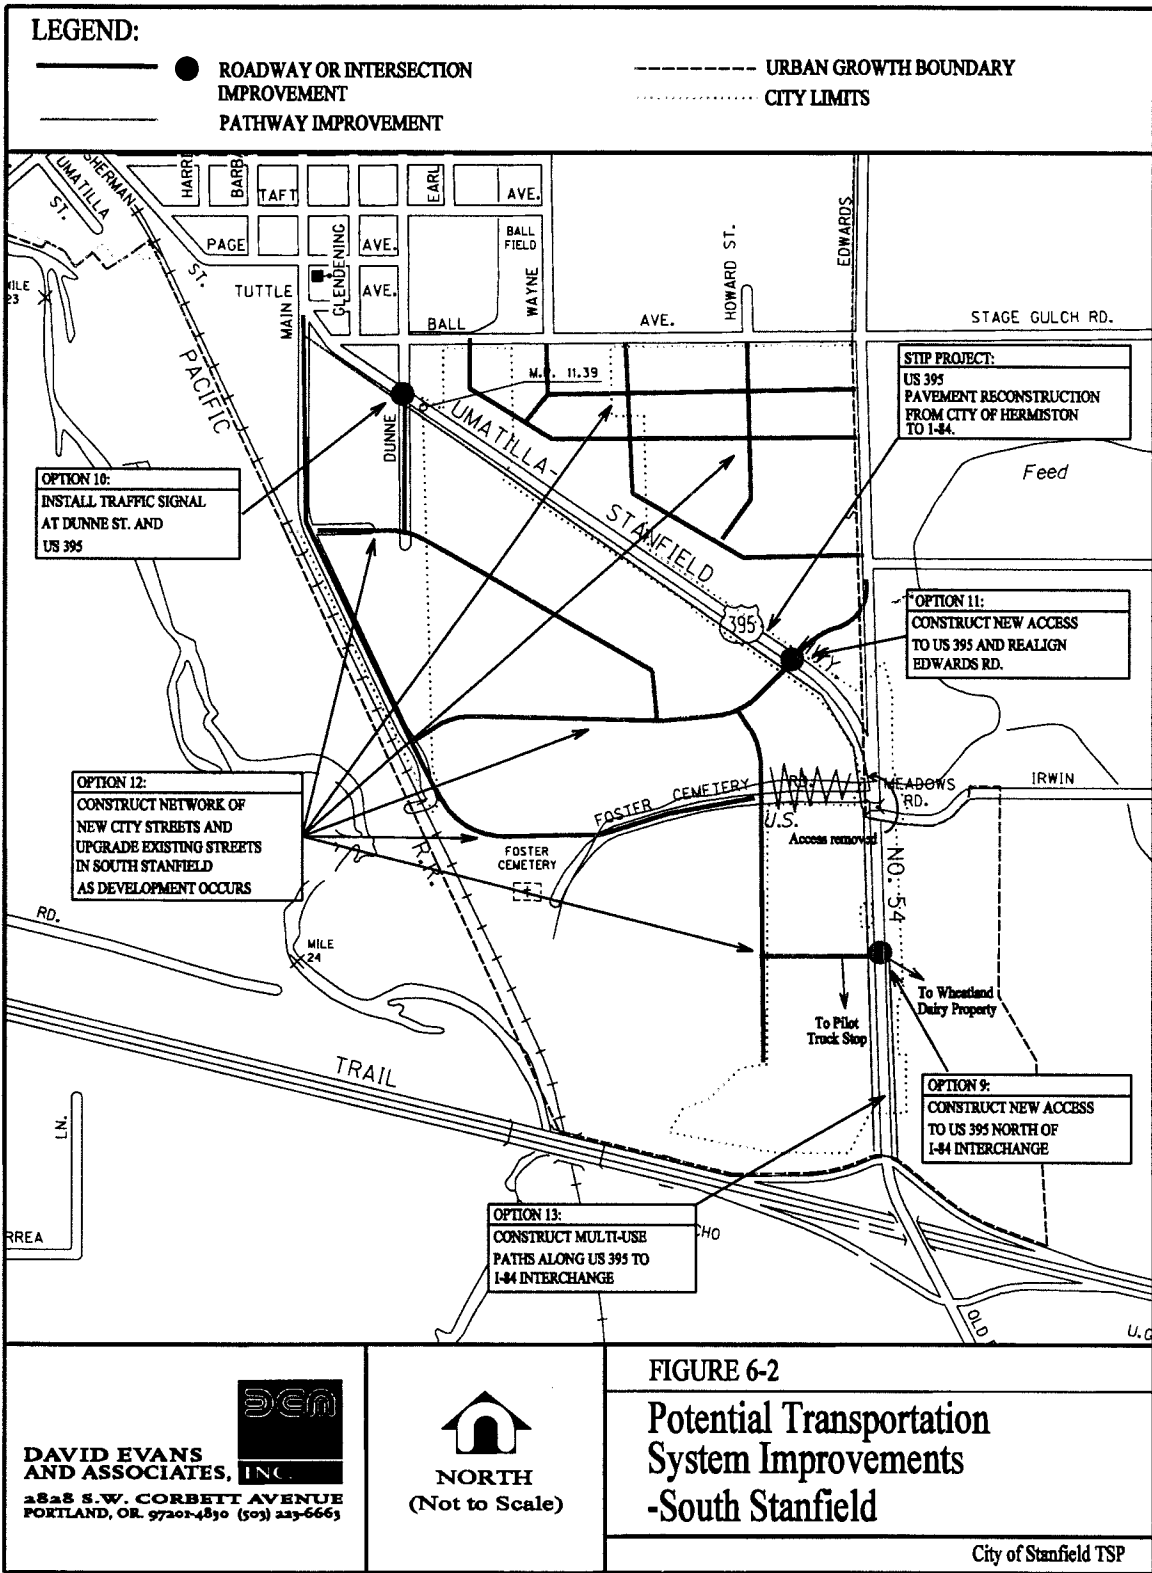 LEGEND:
ROADWAY OR INTERSECTION
IMPROVEMENT
PATHWAY IMPROVEMENT
URBAN GROWTH BOUNDARY
CITY LIMITS
SHERMAN
ST.
UMATILLA
ST.
TAFT
EARL
AVE.
PAGE
AVE.
GLENDENING
BALL
FIELD
TUTTLE
AVE.
MAIN
WAYNE
HOWARD ST.
EDWARDS
BALL
AVE.
STAGE GULCH RD.
PACIFIC
R.R.
M.P. 11.39
DUNNE
UMATILLA-
STANFIELD
HWY.
395
STIP PROJECT:
US 395
PAVEMENT RECONSTRUCTION
FROM CITY OF HERMISTON
TO I-84.
Feed
OPTION 10:
INSTALL TRAFFIC SIGNAL
AT DUNNE ST. AND
US 395
OPTION 11:
CONSTRUCT NEW ACCESS
TO US 395 AND REALIGN
EDWARDS RD.
OPTION 12:
CONSTRUCT NETWORK OF
NEW CITY STREETS AND
UPGRADE EXISTING STREETS
IN SOUTH STANFIELD
AS DEVELOPMENT OCCURS
FOSTER CEMETERY RD.
MEADOWS
RD.
IRWIN
U.S.
Access removed
NO. 54
FOSTER
CEMETERY
RD.
MILE
24
To Wheatland
Dairy Property
To Pilot
Truck Stop
TRAIL
LN.
OPTION 9:
CONSTRUCT NEW ACCESS
TO US 395 NORTH OF
I-84 INTERCHANGE
OPTION 13:
CONSTRUCT MULTI-USE
PATHS ALONG US 395 TO
I-84 INTERCHANGE
RREA
CHO
OLD
DAVID EVANS
AND ASSOCIATES, INC.
2828 S.W. CORBETT AVENUE
PORTLAND, OR. 97201-4830 (503) 223-6663
NORTH
(Not to Scale)
FIGURE 6-2
Potential Transportation
System Improvements
-South Stanfield
City of Stanfield TSP